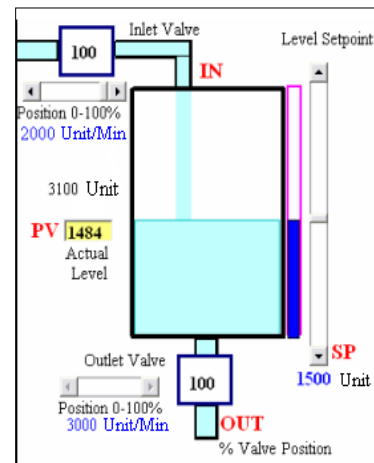 Inlet Valve
Level Setpoint
100
IN
Position 0-100%
2000 Unit/Min
3100 Unit
PV 1484
Actual
Level
SP
Outlet Valve
1500 Unit
100
Position 0-100%
3000 Unit/Min
OUT
% Valve Position